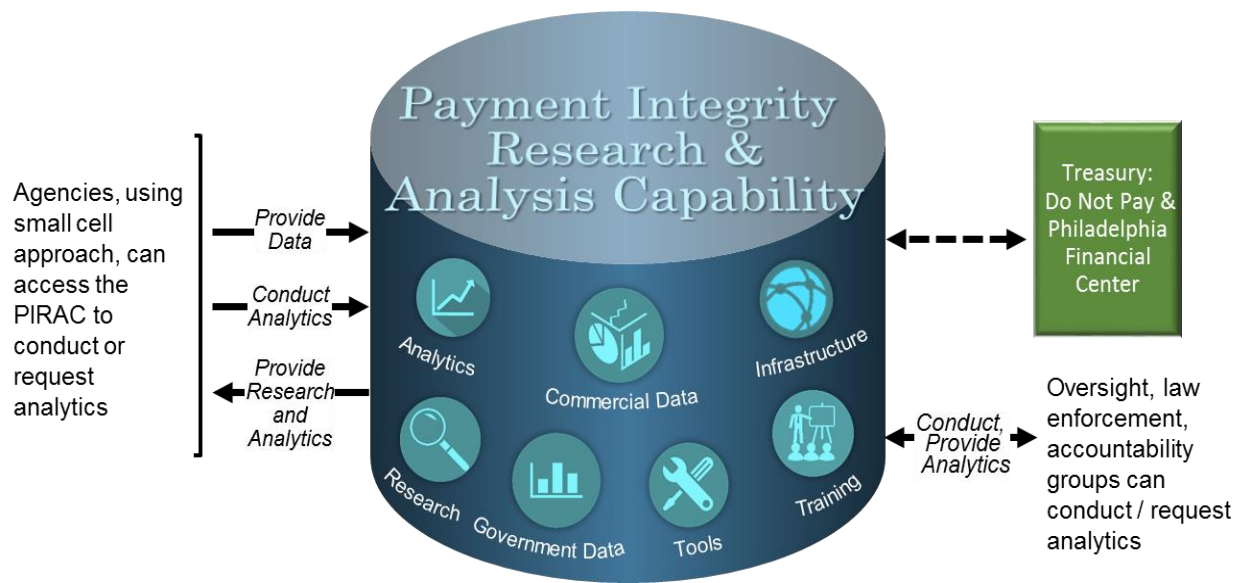 Payment Integrity
Research &
Analysis Capability
Agencies, using
small cell
approach, can
access the
PIRAC to
conduct or
request
analytics
Provide
Data
Conduct
Analytics
Provide
Research
and
Analytics
Analytics
Commercial Data
Infrastructure
Research
Government Data
Tools
Training
Treasury:
Do Not Pay &
Philadelphia
Financial
Center
Conduct,
Provide
Analytics
Oversight, law
enforcement,
accountability
groups can
conduct / request
analytics